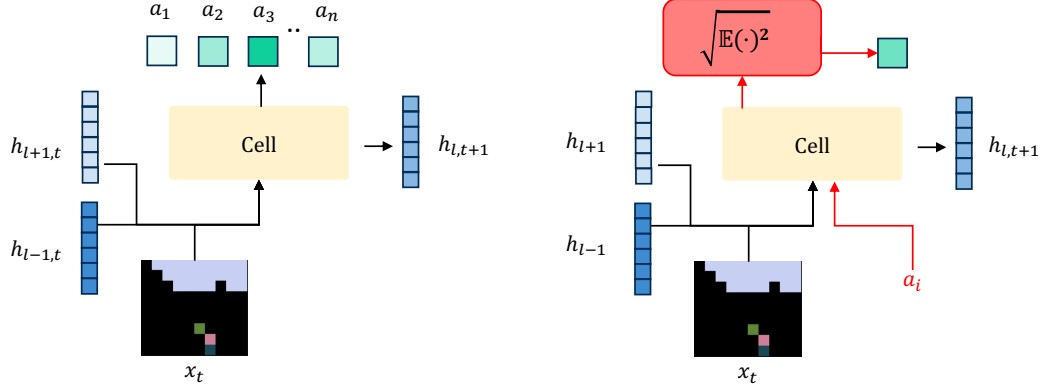 a₁ a₂ a₃ .. aₙ
h_{l+1,t}
Cell
h_{l,t+1}
h_{l−1,t}
x_t
√𝔼(·)²
h_{l+1}
Cell
h_{l,t+1}
h_{l−1}
a_i
x_t